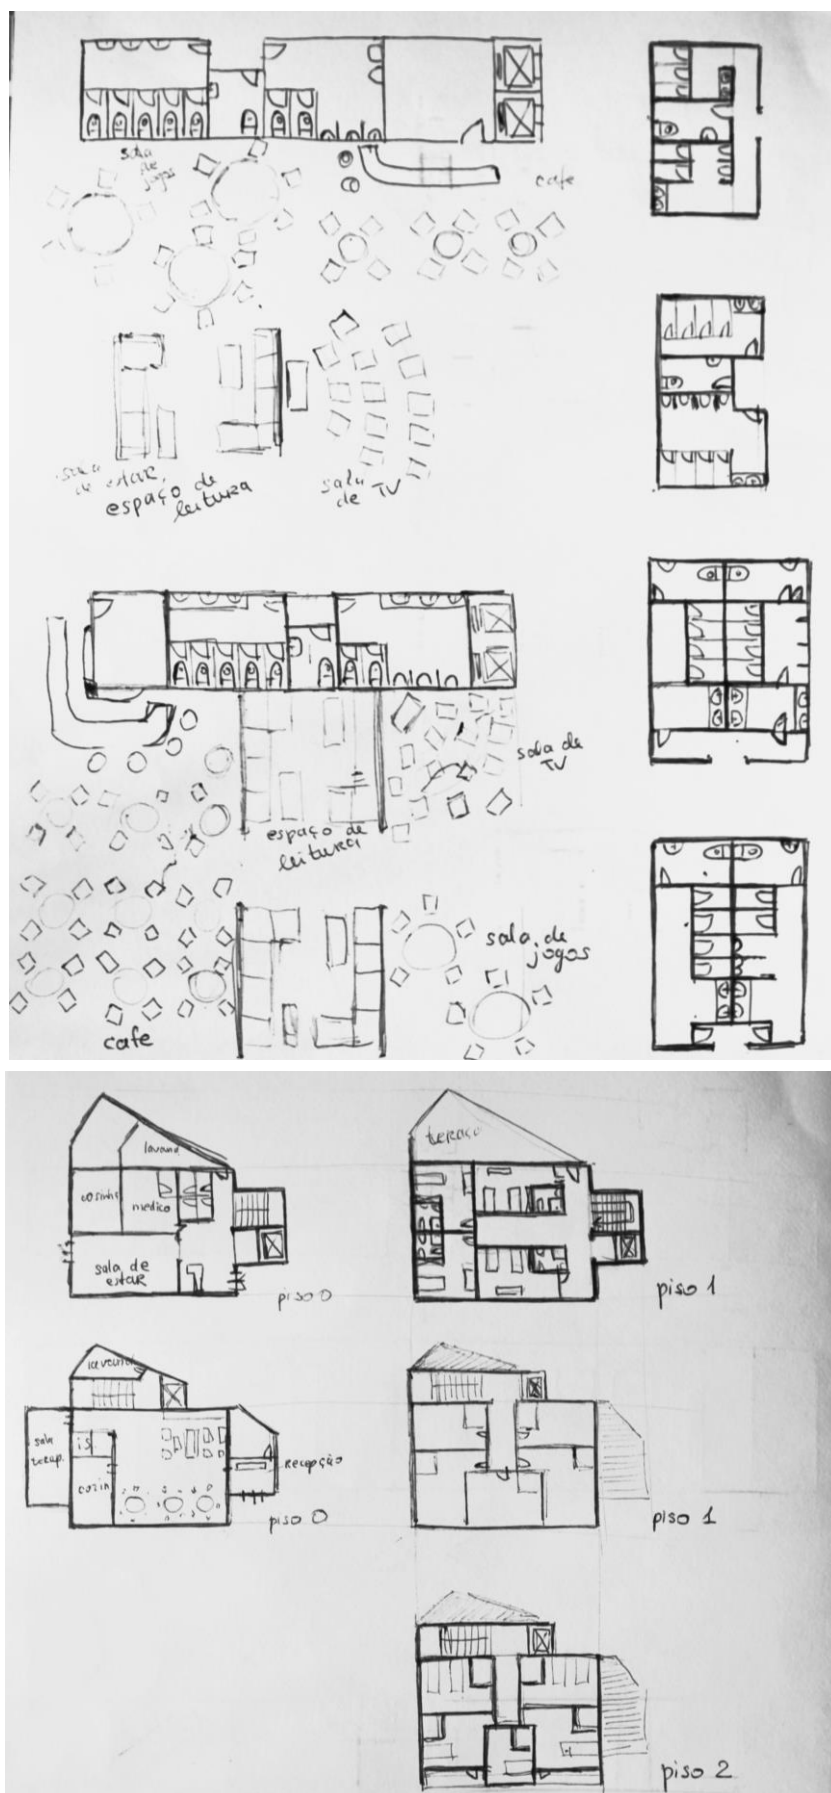 sala
de
jogos
cafe
sala
de estar,
espaço de
leitura
sala
de TV
sala de
TV
espaço de
leitura
sala de
jogos
cafe
lavand
cosinha
medico
sala de
estar
piso 0
terraço
piso 1
sala
terap.
is
cozin
Recepção
piso 0
piso 1
piso 2